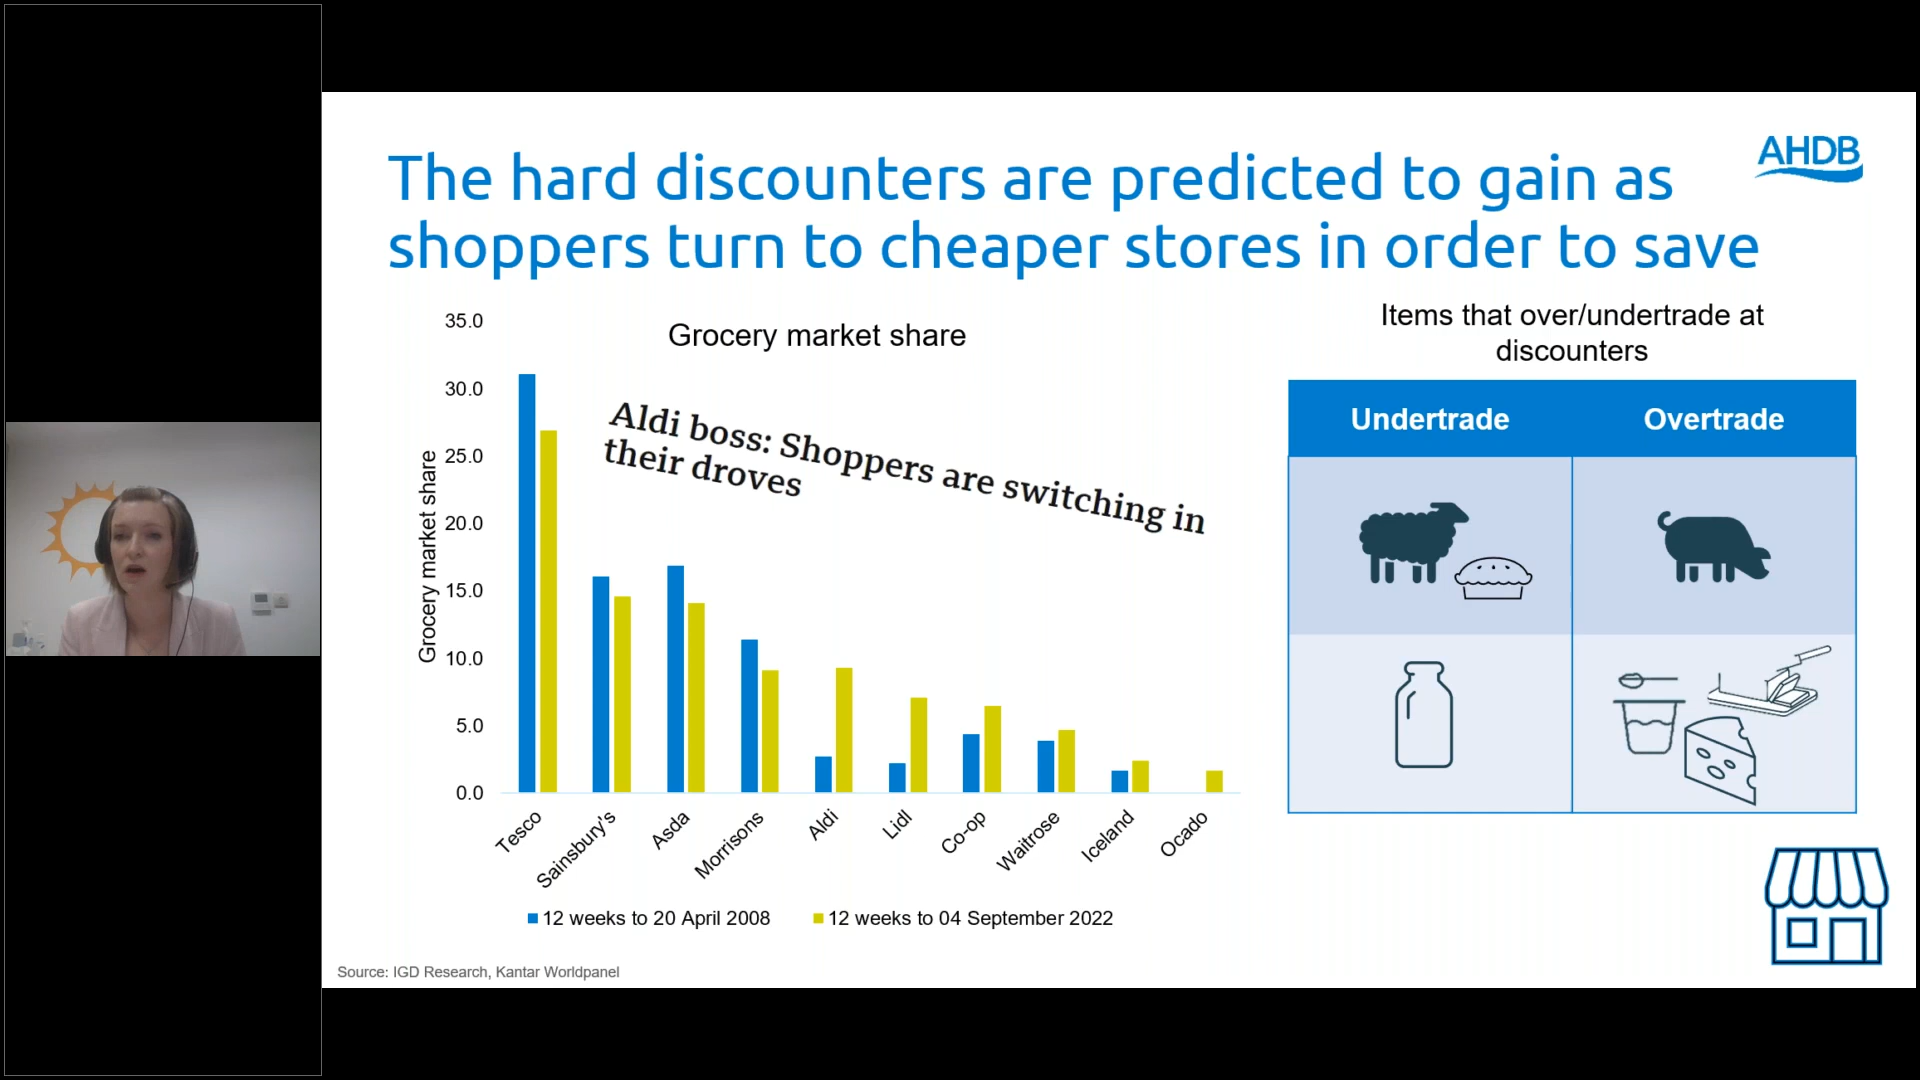 The hard discounters are predicted to gain as
shoppers turn to cheaper stores in order to save
AHDB
Grocery market share
Grocery market share
35.0
30.0
25.0
20.0
15.0
10.0
5.0
0.0
Aldi boss: Shoppers are switching in
their droves
Tesco
Sainsbury's
Asda
Morrisons
Aldi
Lidl
Co-op
Waitrose
Iceland
Ocado
12 weeks to 20 April 2008
12 weeks to 04 September 2022
Items that over/undertrade at
discounters
Undertrade
Overtrade
Source: IGD Research, Kantar Worldpanel